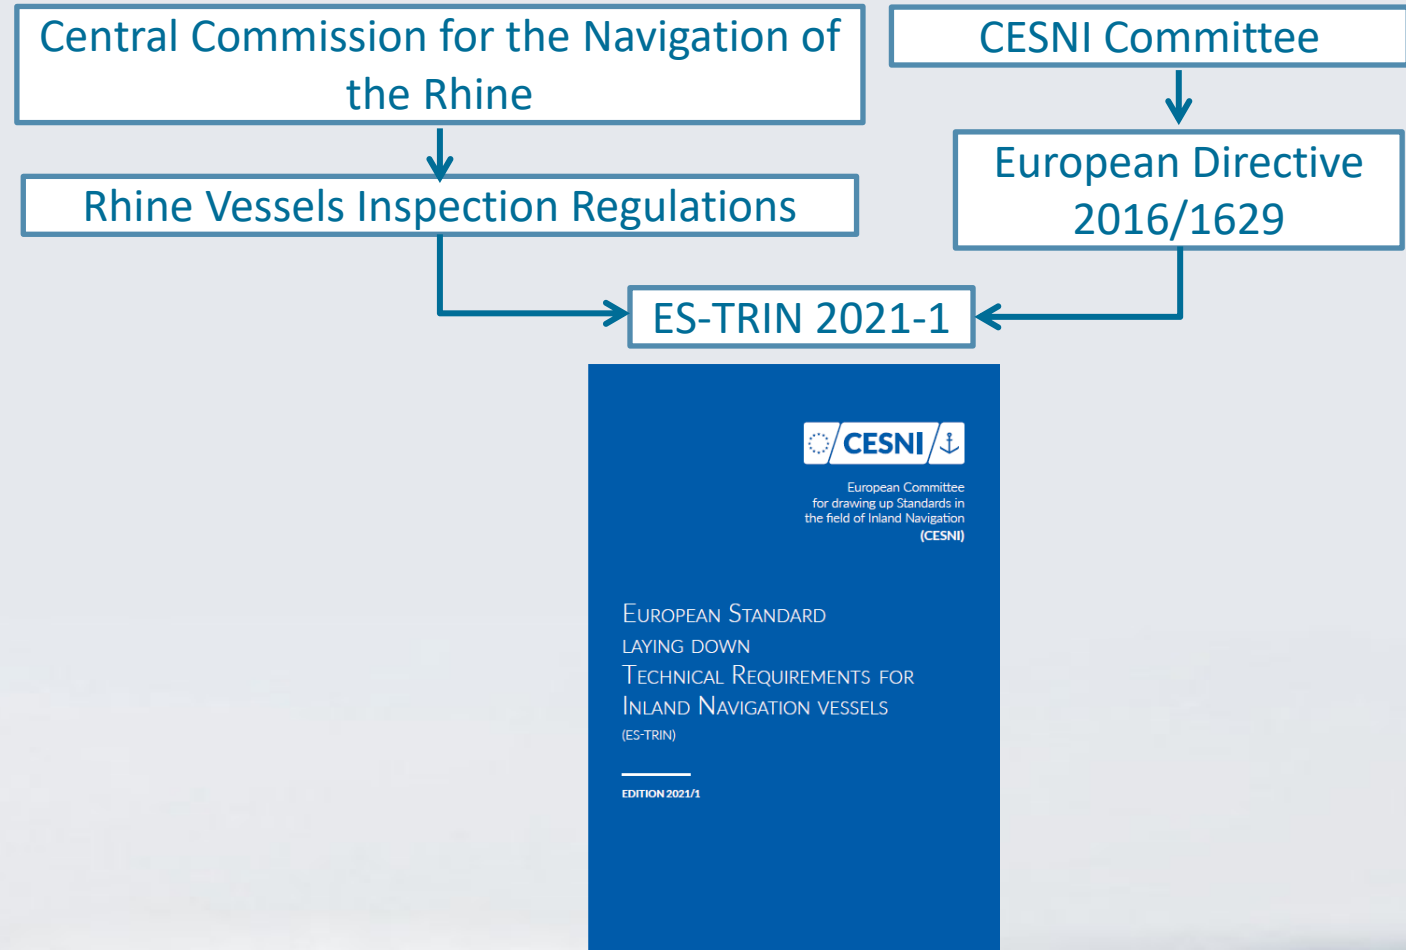 Central Commission for the Navigation of
the Rhine
CESNI Committee
Rhine Vessels Inspection Regulations
European Directive
2016/1629
ES-TRIN 2021-1
CESNI
European Committee
for drawing up Standards in
the field of Inland Navigation
(CESNI)
EUROPEAN STANDARD
LAYING DOWN
TECHNICAL REQUIREMENTS FOR
INLAND NAVIGATION VESSELS
(ES-TRIN)
EDITION 2021/1